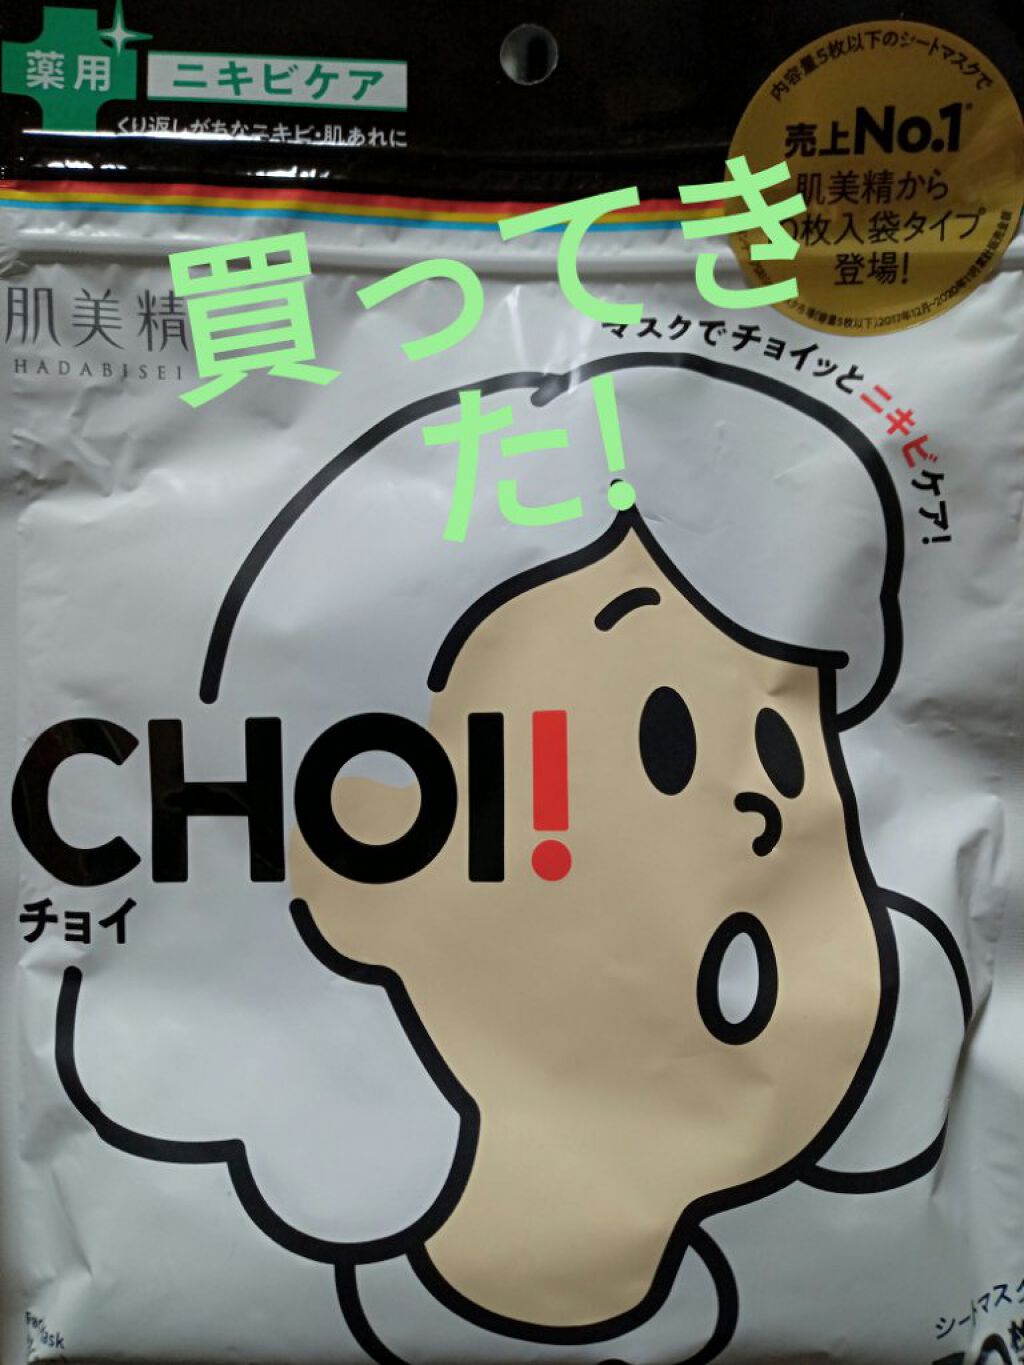 薬用
ニキビケア
くり返しがちなニキビ・肌あれに
内容量5枚以下のシートマスクで
売上No.1
肌美精から
枚入袋タイプ
登場!
買ってき
た!
肌美精
HADABISEI
マスクでチョイッとニキビケア!
CHOI!
チョイ
シートマスク